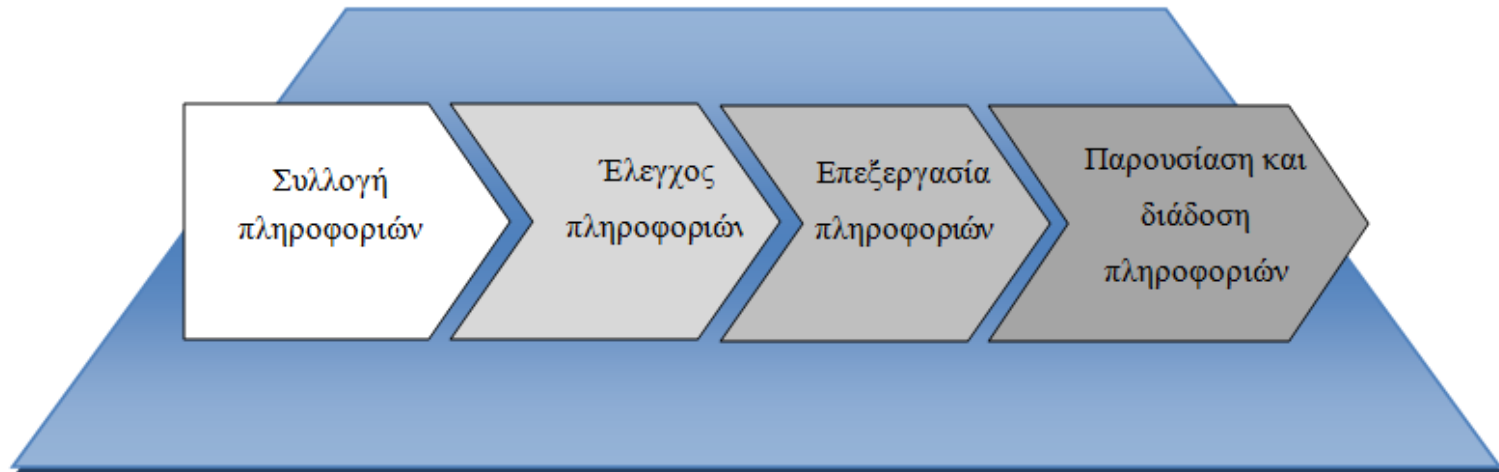 Συλλογή
πληροφοριών
Έλεγχος
πληροφοριών
Επεξεργασία
πληροφοριών
Παρουσίαση και
διάδοση
πληροφοριών